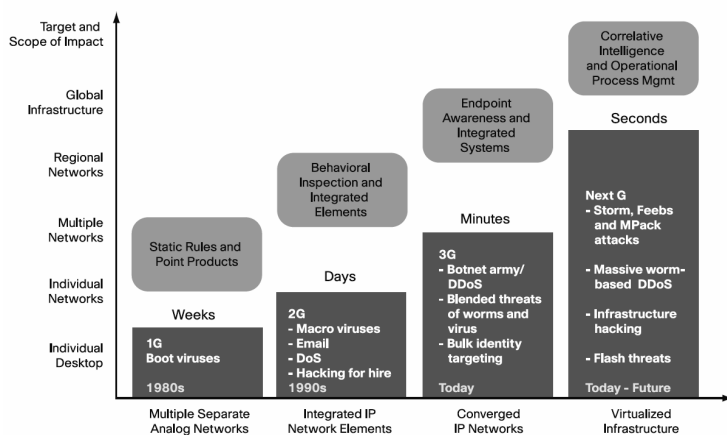 Target and
Scope of Impact
Global
Infrastructure
Regional
Networks
Multiple
Networks
Individual
Networks
Individual
Desktop
Static Rules and
Point Products
Weeks
1G
Boot viruses
1980s
Multiple Separate
Analog Networks
Behavioral
Inspection and
Integrated
Elements
Days
2G
- Macro viruses
- Email
- DoS
- Hacking for hire
1990s
Integrated IP
Network Elements
Endpoint
Awareness and
Integrated
Systems
Minutes
3G
- Botnet army/
DDoS
- Blended threats
of worms and
virus
- Bulk identity
targeting
Today
Converged
IP Networks
Correlative
Intelligence
and Operational
Process Mgmt
Seconds
Next G
- Storm, Feebs
and MPack
attacks
- Massive worm-
based DDoS
- Infrastructure
hacking
- Flash threats
Today - Future
Virtualized
Infrastructure